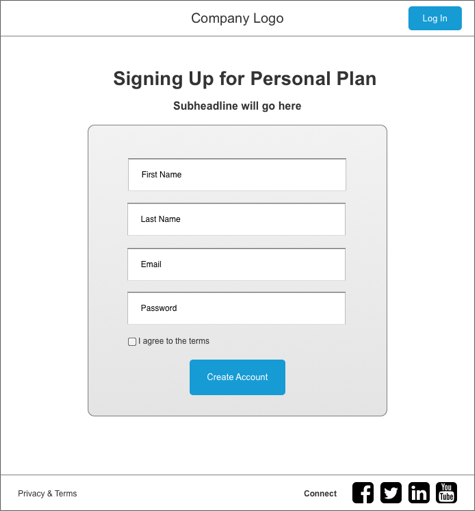 Company Logo
Log In
Signing Up for Personal Plan
Subheadline will go here
First Name
Last Name
Email
Password
I agree to the terms
Create Account
Privacy & Terms
Connect
f
in
You
Tube